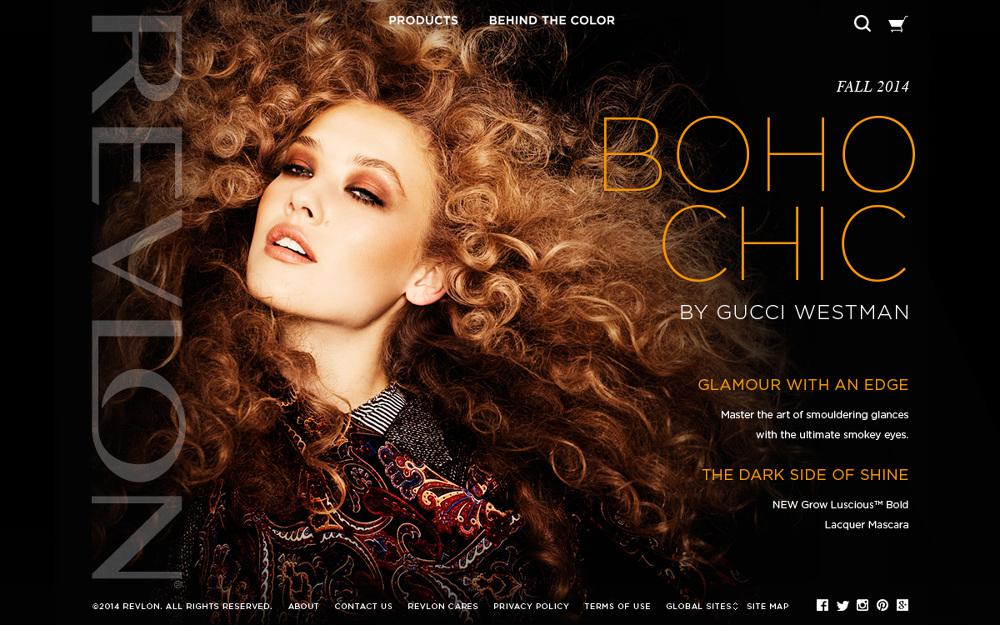 PRODUCTS
BEHIND THE COLOR
REVLON
FALL 2014
BOHO
CHIC
BY GUCCI WESTMAN
GLAMOUR WITH AN EDGE
Master the art of smouldering glances
with the ultimate smokey eyes.
THE DARK SIDE OF SHINE
NEW Grow Luscious™ Bold
Lacquer Mascara
©2014 REVLON. ALL RIGHTS RESERVED. ABOUT CONTACT US REVLON CARES PRIVACY POLICY TERMS OF USE GLOBAL SITES SITE MAP